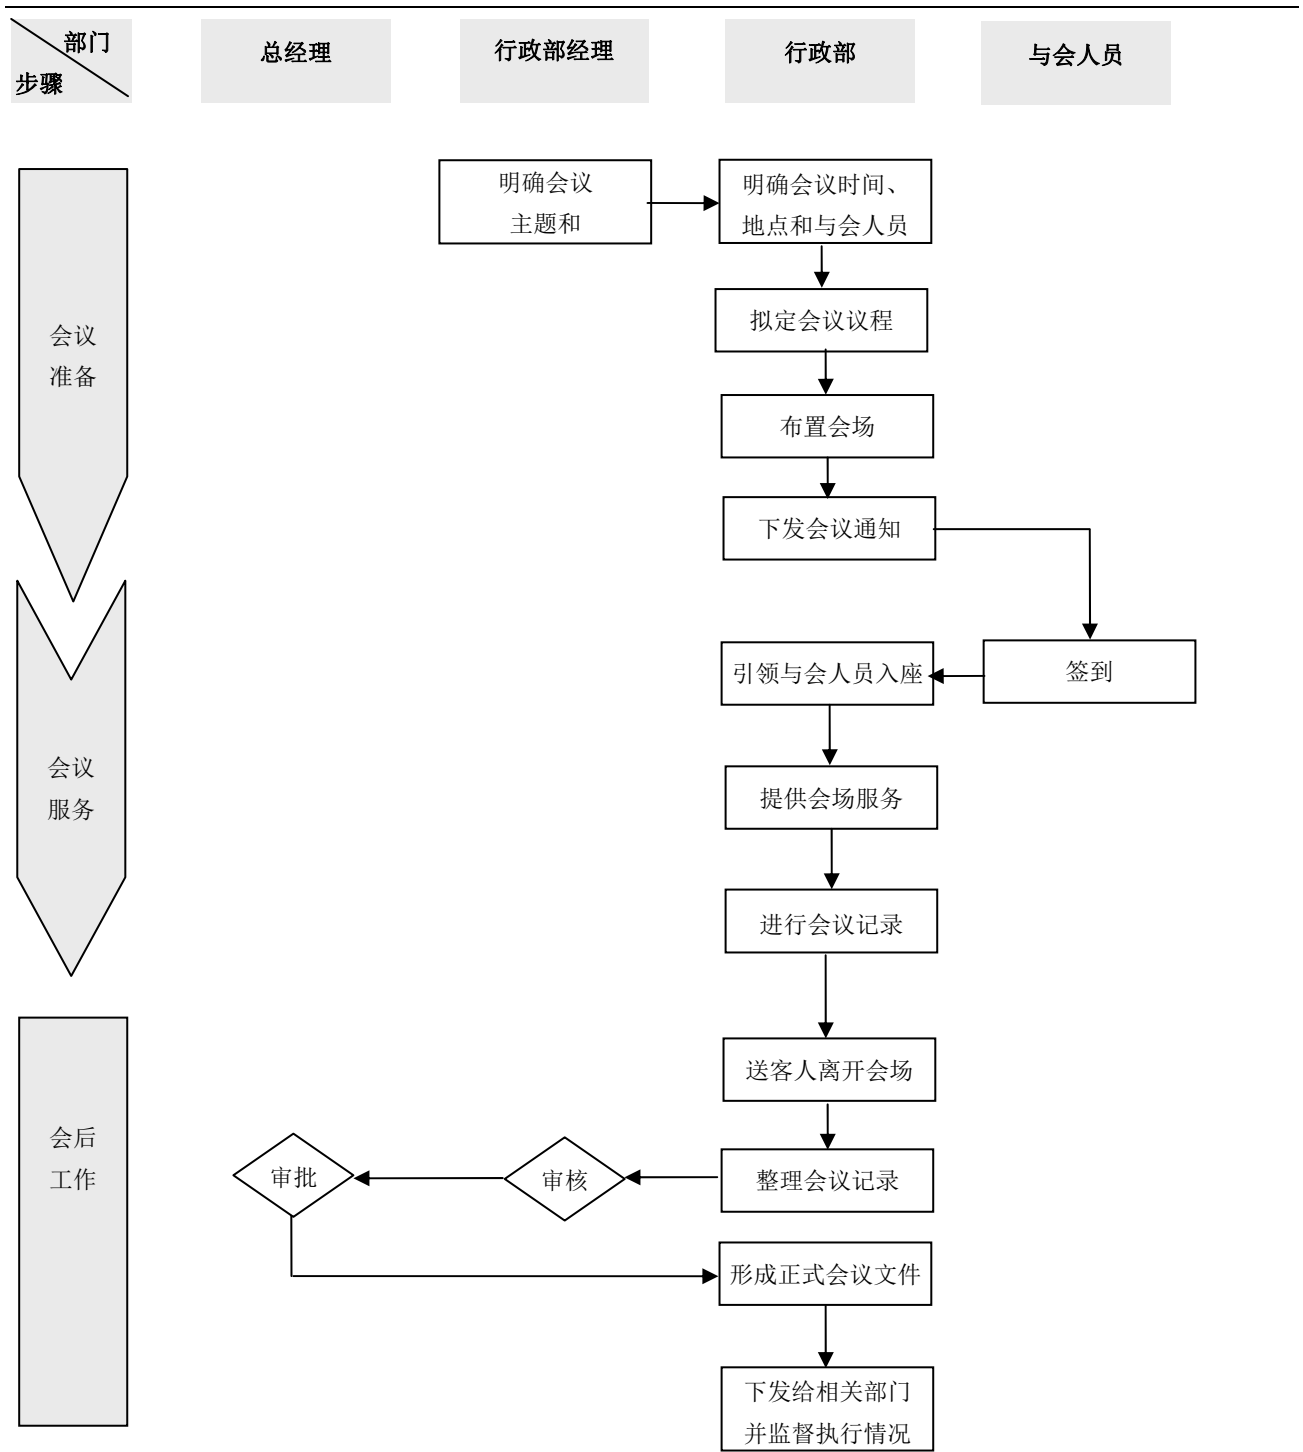 部门
步骤
总经理
行政部经理
行政部
与会人员
明确会议
主题和
明确会议时间、
地点和与会人员
会议
准备
拟定会议议程
布置会场
下发会议通知
引领与会人员入座
签到
会议
服务
提供会场服务
进行会议记录
送客人离开会场
会后
工作
审批
审核
整理会议记录
形成正式会议文件
下发给相关部门
并监督执行情况